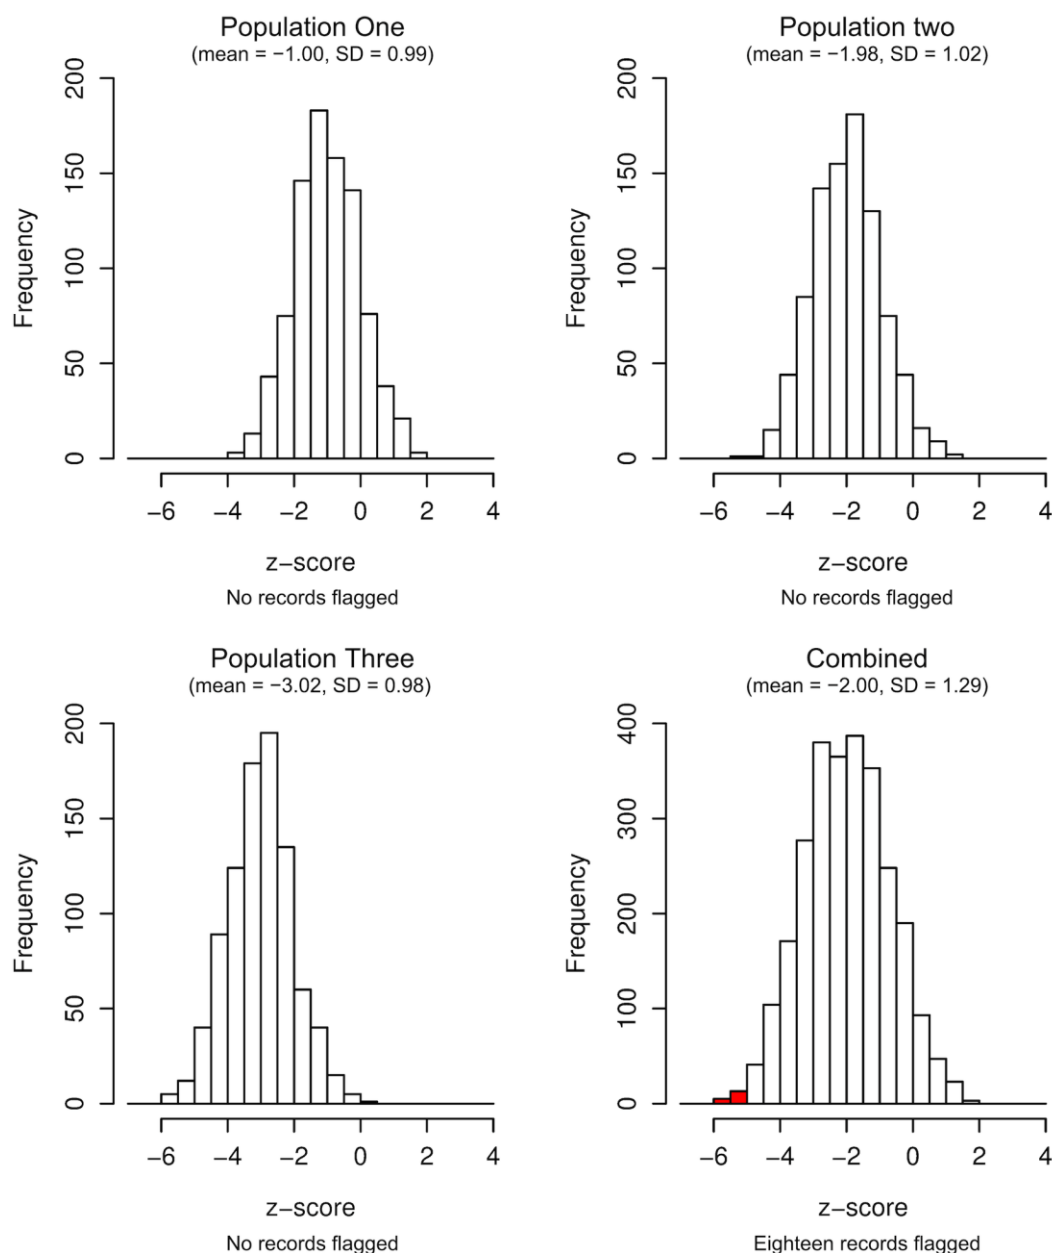 Population One
(mean = −1.00, SD = 0.99)
Frequency
200
150
100
50
0
−6 −4 −2 0 2 4
z−score
No records flagged
Population two
(mean = −1.98, SD = 1.02)
Frequency
200
150
100
50
0
−6 −4 −2 0 2 4
z−score
No records flagged
Population Three
(mean = −3.02, SD = 0.98)
Frequency
200
150
100
50
0
−6 −4 −2 0 2 4
z−score
No records flagged
Combined
(mean = −2.00, SD = 1.29)
Frequency
400
300
200
100
0
−6 −4 −2 0 2 4
z−score
Eighteen records flagged